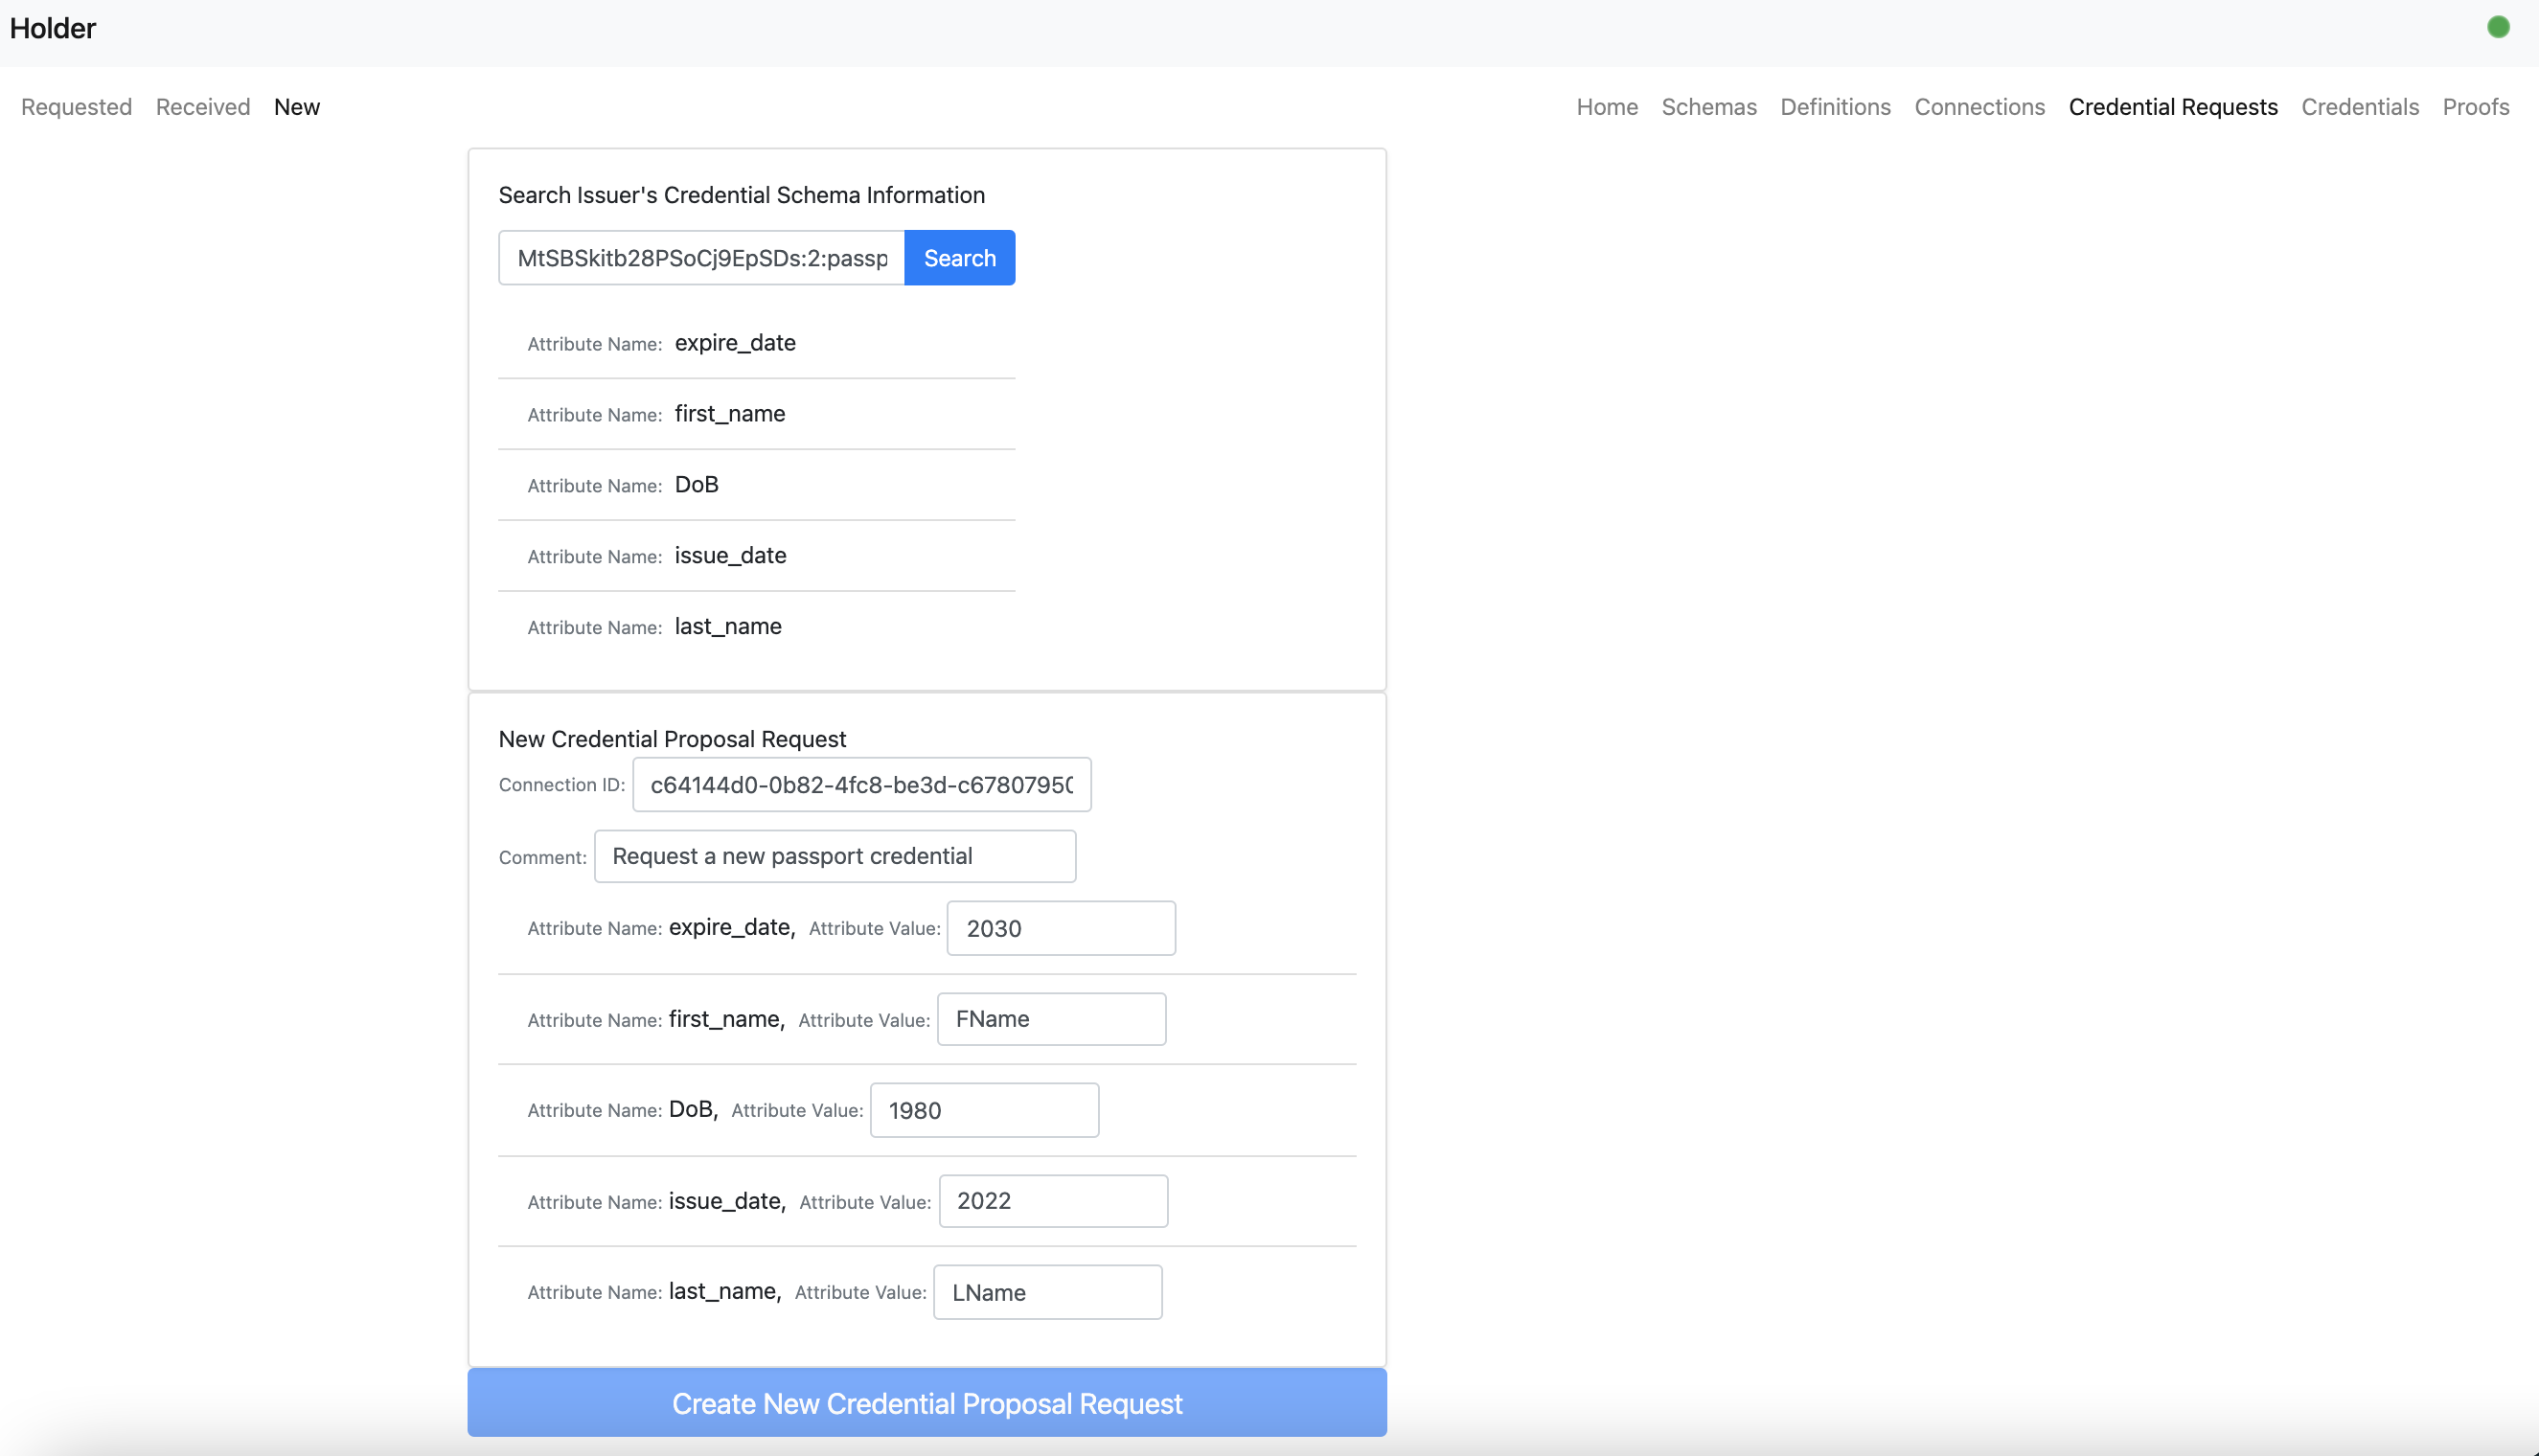 Holder
Requested Received New Home Schemas Definitions Connections Credential Requests Credentials Proofs
Search Issuer's Credential Schema Information
MtSBSkitb28PSoCj9EpSDs:2:passp Search
Attribute Name: expire_date
Attribute Name: first_name
Attribute Name: DoB
Attribute Name: issue_date
Attribute Name: last_name
New Credential Proposal Request
Connection ID: c64144d0-0b82-4fc8-be3d-c67807950
Comment: Request a new passport credential
Attribute Name: expire_date, Attribute Value: 2030
Attribute Name: first_name, Attribute Value: FName
Attribute Name: DoB, Attribute Value: 1980
Attribute Name: issue_date, Attribute Value: 2022
Attribute Name: last_name, Attribute Value: LName
Create New Credential Proposal Request